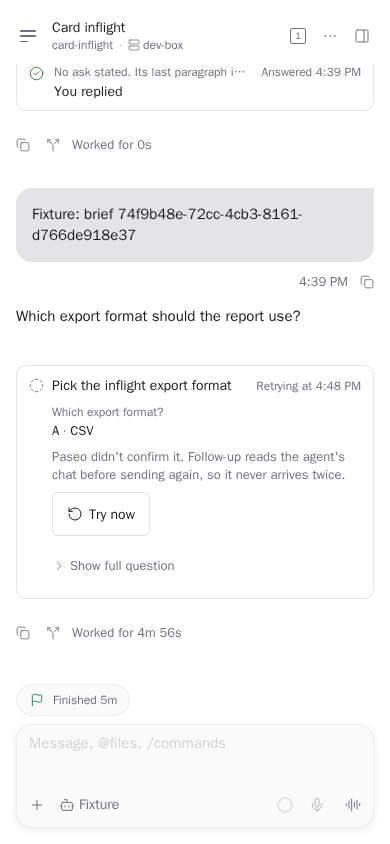 Card inflight
card-inflight · dev-box
1
No ask stated. Its last paragraph i··· Answered 4:39 PM
You replied
Worked for 0s
Fixture: brief 74f9b48e-72cc-4cb3-8161-
d766de918e37
4:39 PM
Which export format should the report use?
Pick the inflight export format Retrying at 4:48 PM
Which export format?
A · CSV
Paseo didn't confirm it. Follow-up reads the agent's
chat before sending again, so it never arrives twice.
Try now
Show full question
Worked for 4m 56s
Finished 5m
Message, @files, /commands
Fixture